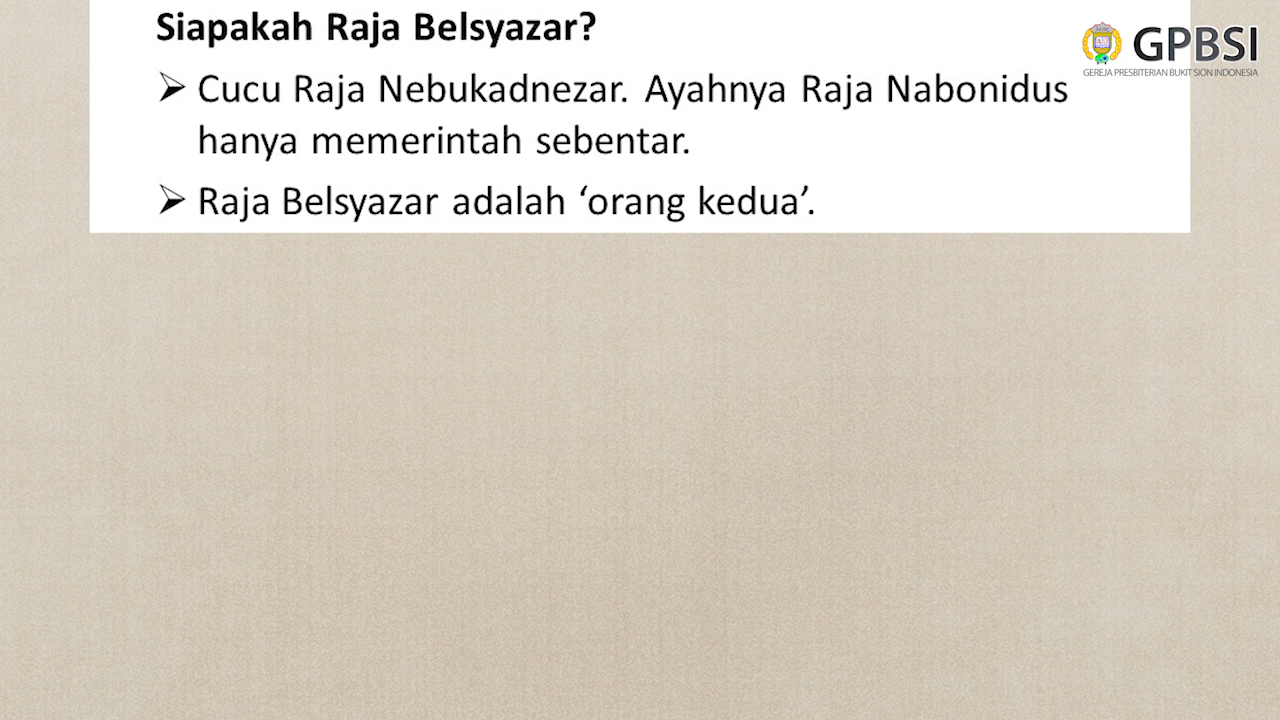 Siapakah Raja Belsyazar?
➢ Cucu Raja Nebukadnezar. Ayahnya Raja Nabonidus
hanya memerintah sebentar.
➢ Raja Belsyazar adalah ‘orang kedua’.
GPBSI
GEREJA PRESBITERIAN BUKIT SION INDONESIA